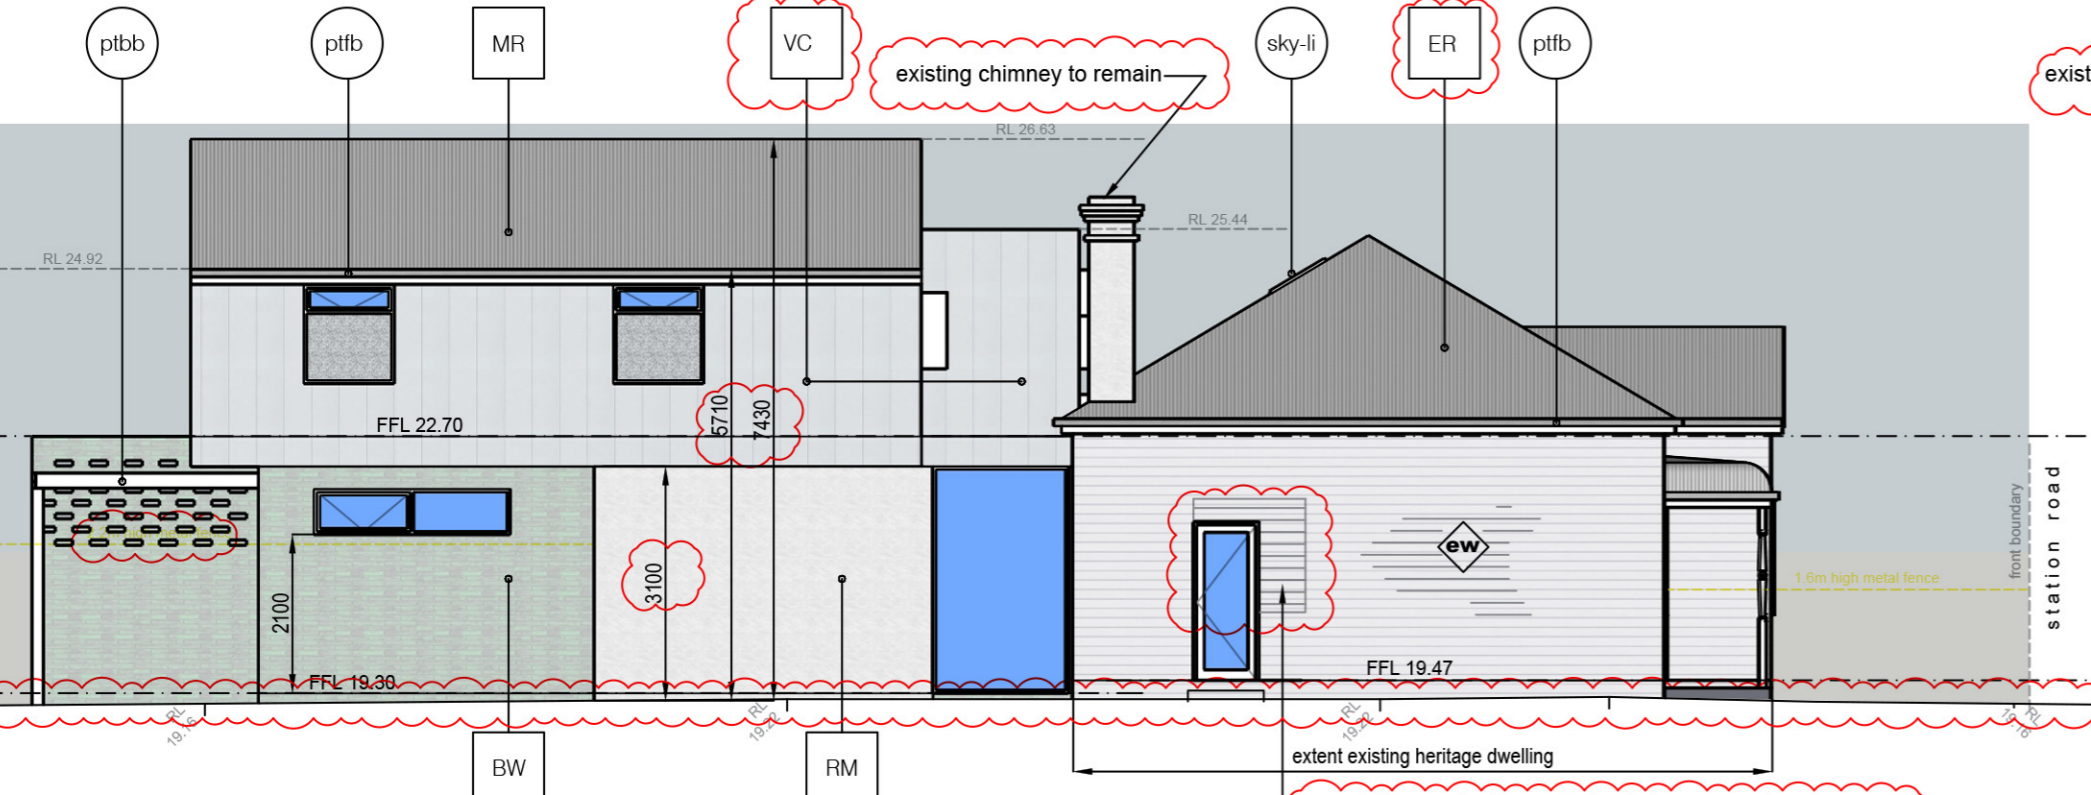 ptbb
ptfb
MR
VC
existing chimney to remain
sky-li
ER
ptfb
exist
RL 26.63
RL 25.44
RL 24.92
FFL 22.70
5710
7430
3100
2100
ew
1.6m high metal fence
front boundary
station road
FFL 19.30
FFL 19.47
RL
19.16
RL
19.22
RL
19.22
RL
19.16
extent existing heritage dwelling
BW
RM